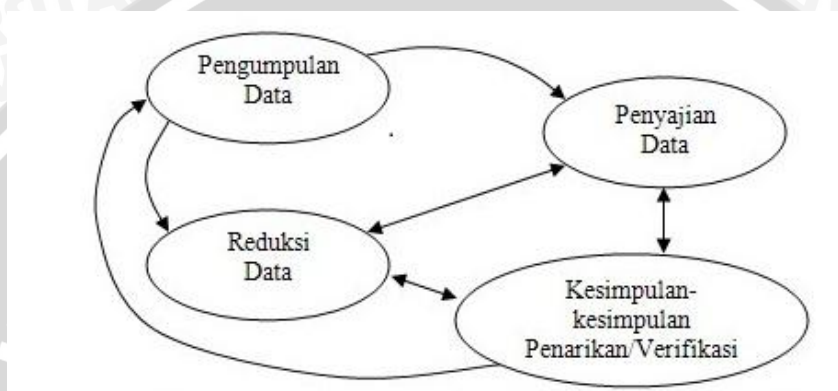 Pengumpulan
Data
Penyajian
Data
Reduksi
Data
Kesimpulan-
kesimpulan
Penarikan/Verifikasi